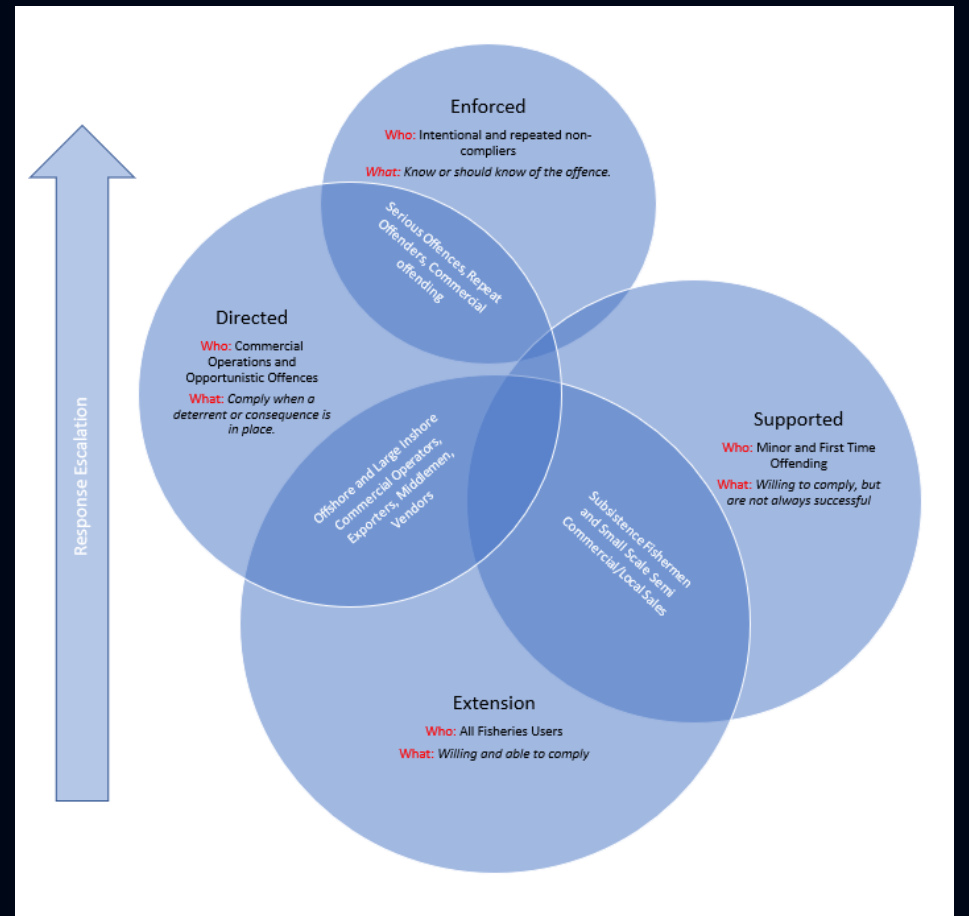 Enforced
Who: Intentional and repeated non-
compliers
What: Know or should know of the offence.
Serious Offences, Repeat
Offenders, Commercial
offending
Directed
Who: Commercial
Operations and
Opportunistic Offences
What: Comply when a
deterrent or consequence is
in place.
Response Escalation
Offshore and Large Inshore
Commercial Operators,
Exporters, Middlemen,
Vendors
Supported
Who: Minor and First Time
Offending
What: Willing to comply, but
are not always successful
Subsistence Fishermen
and Small Scale Semi
Commercial/Local Sales
Extension
Who: All Fisheries Users
What: Willing and able to comply